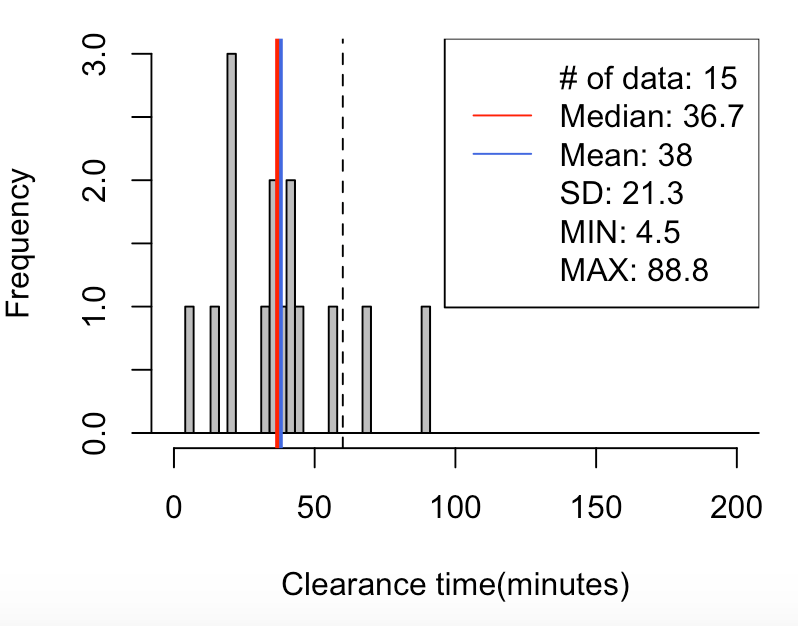 # of data: 15
Median: 36.7
Mean: 38
SD: 21.3
MIN: 4.5
MAX: 88.8
Frequency
3.0
2.0
1.0
0.0
0 50 100 150 200
Clearance time(minutes)